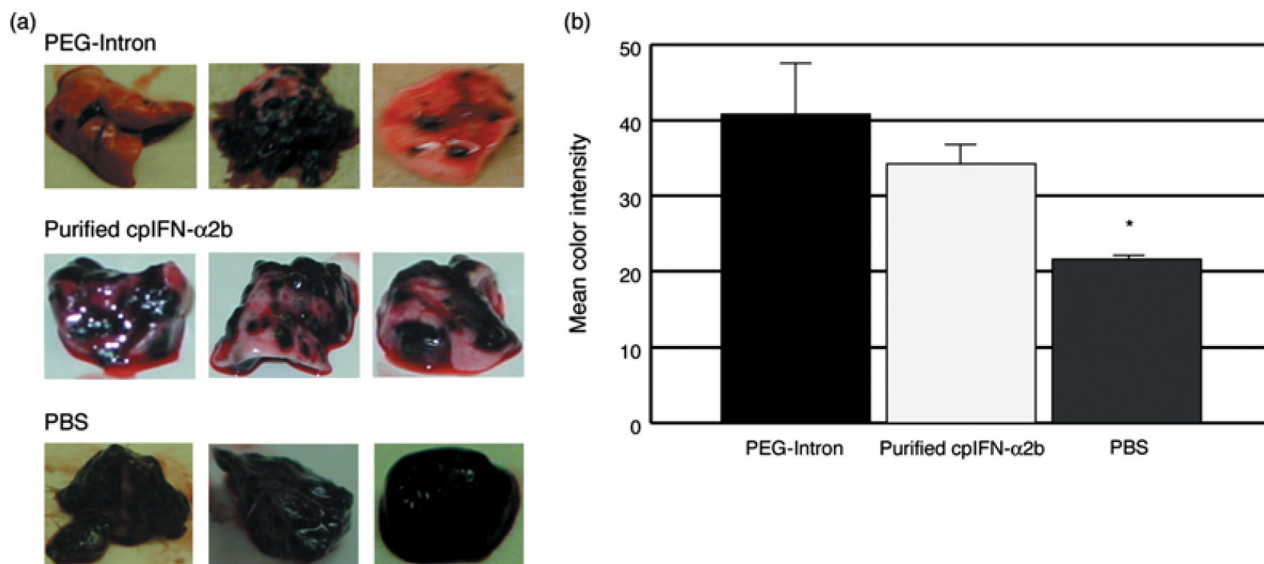 (a)
PEG-Intron
Purified cpIFN-α2b
PBS
(b)
50
40
30
20
10
0
Mean color intensity
*
PEG-Intron
Purified cpIFN-α2b
PBS